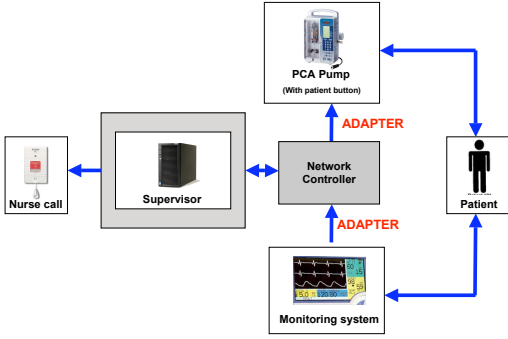 PCA Pump
(With patient button)
ADAPTER
Network
Controller
Nurse call
Supervisor
Patient
ADAPTER
Monitoring system